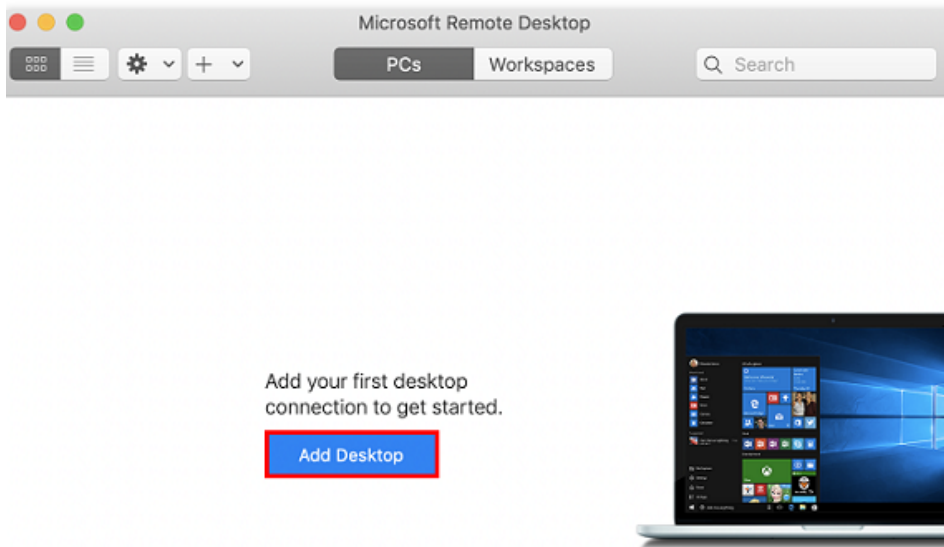 Microsoft Remote Desktop
PCs
Workspaces
Search
Add your first desktop
connection to get started.
Add Desktop